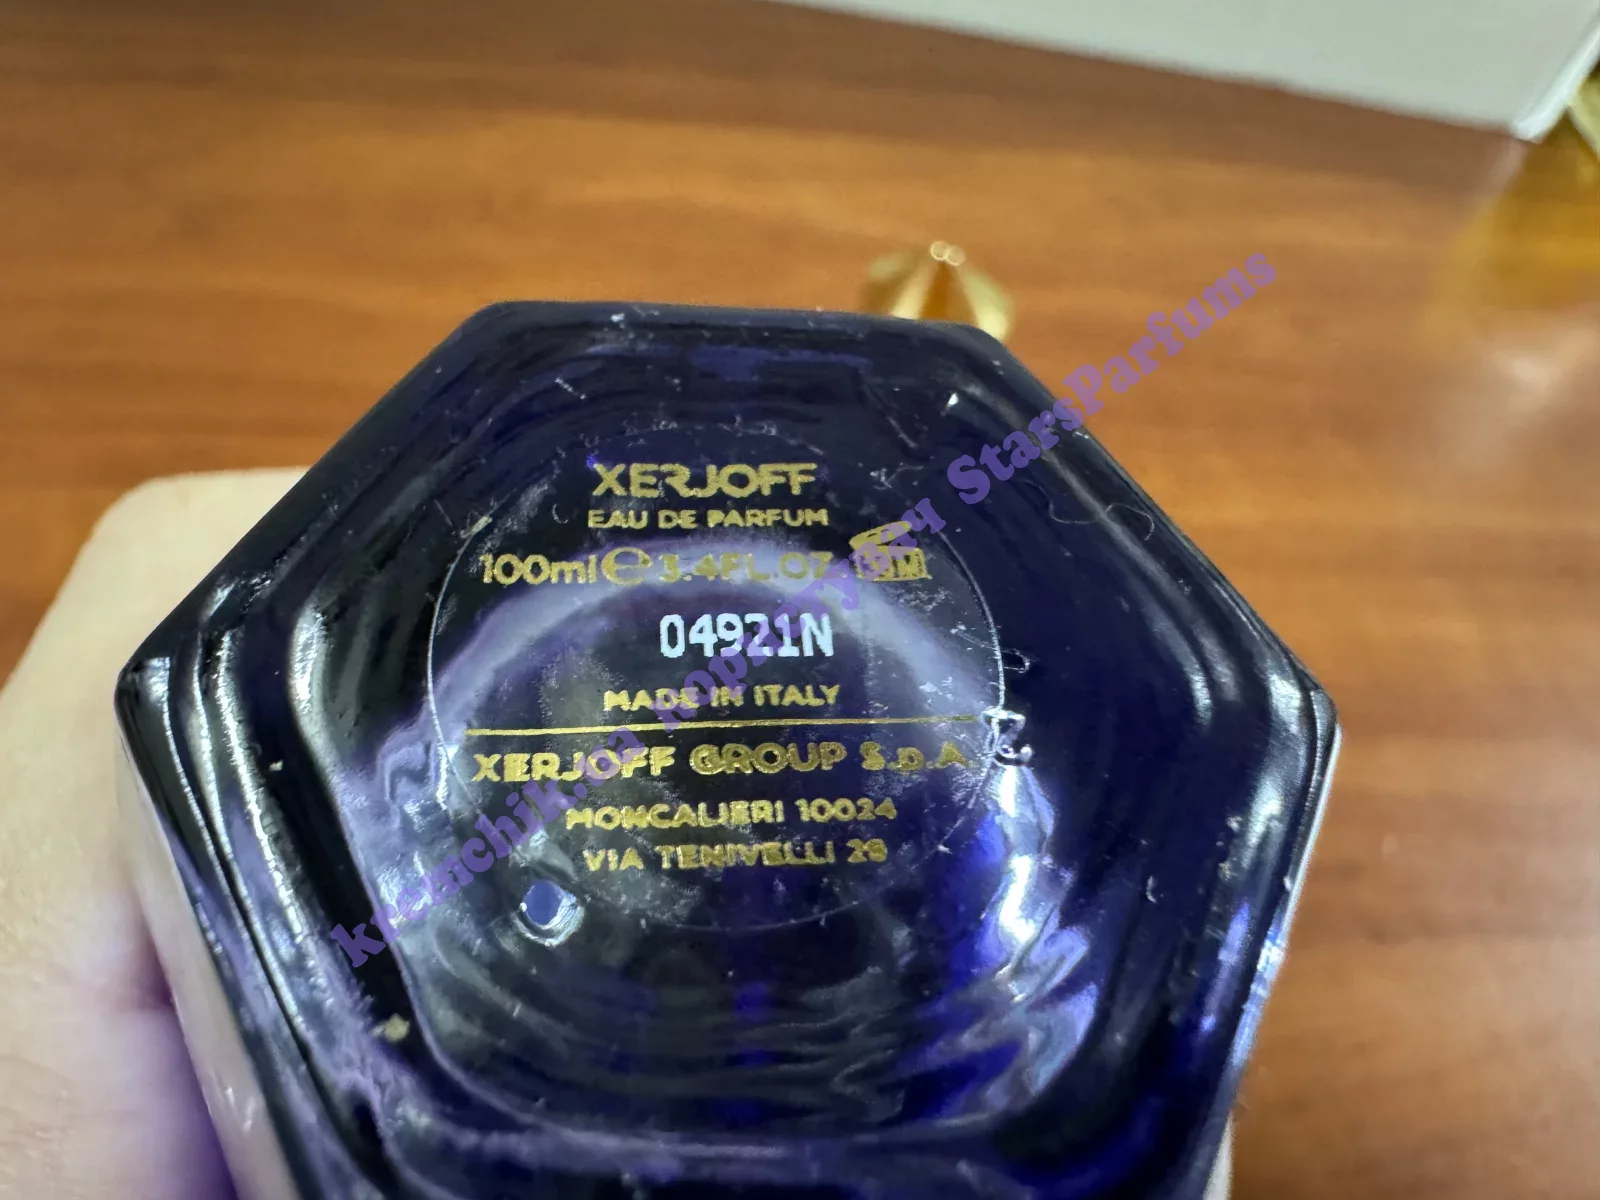 XERJOFF
EAU DE PARFUM
100ml e 3.4FL.OZ
04921N
MADE IN ITALY
XERJOFF GROUP S.p.A
MONCALIERI 10024
VIA TENIVELLI 28
StarsParfums